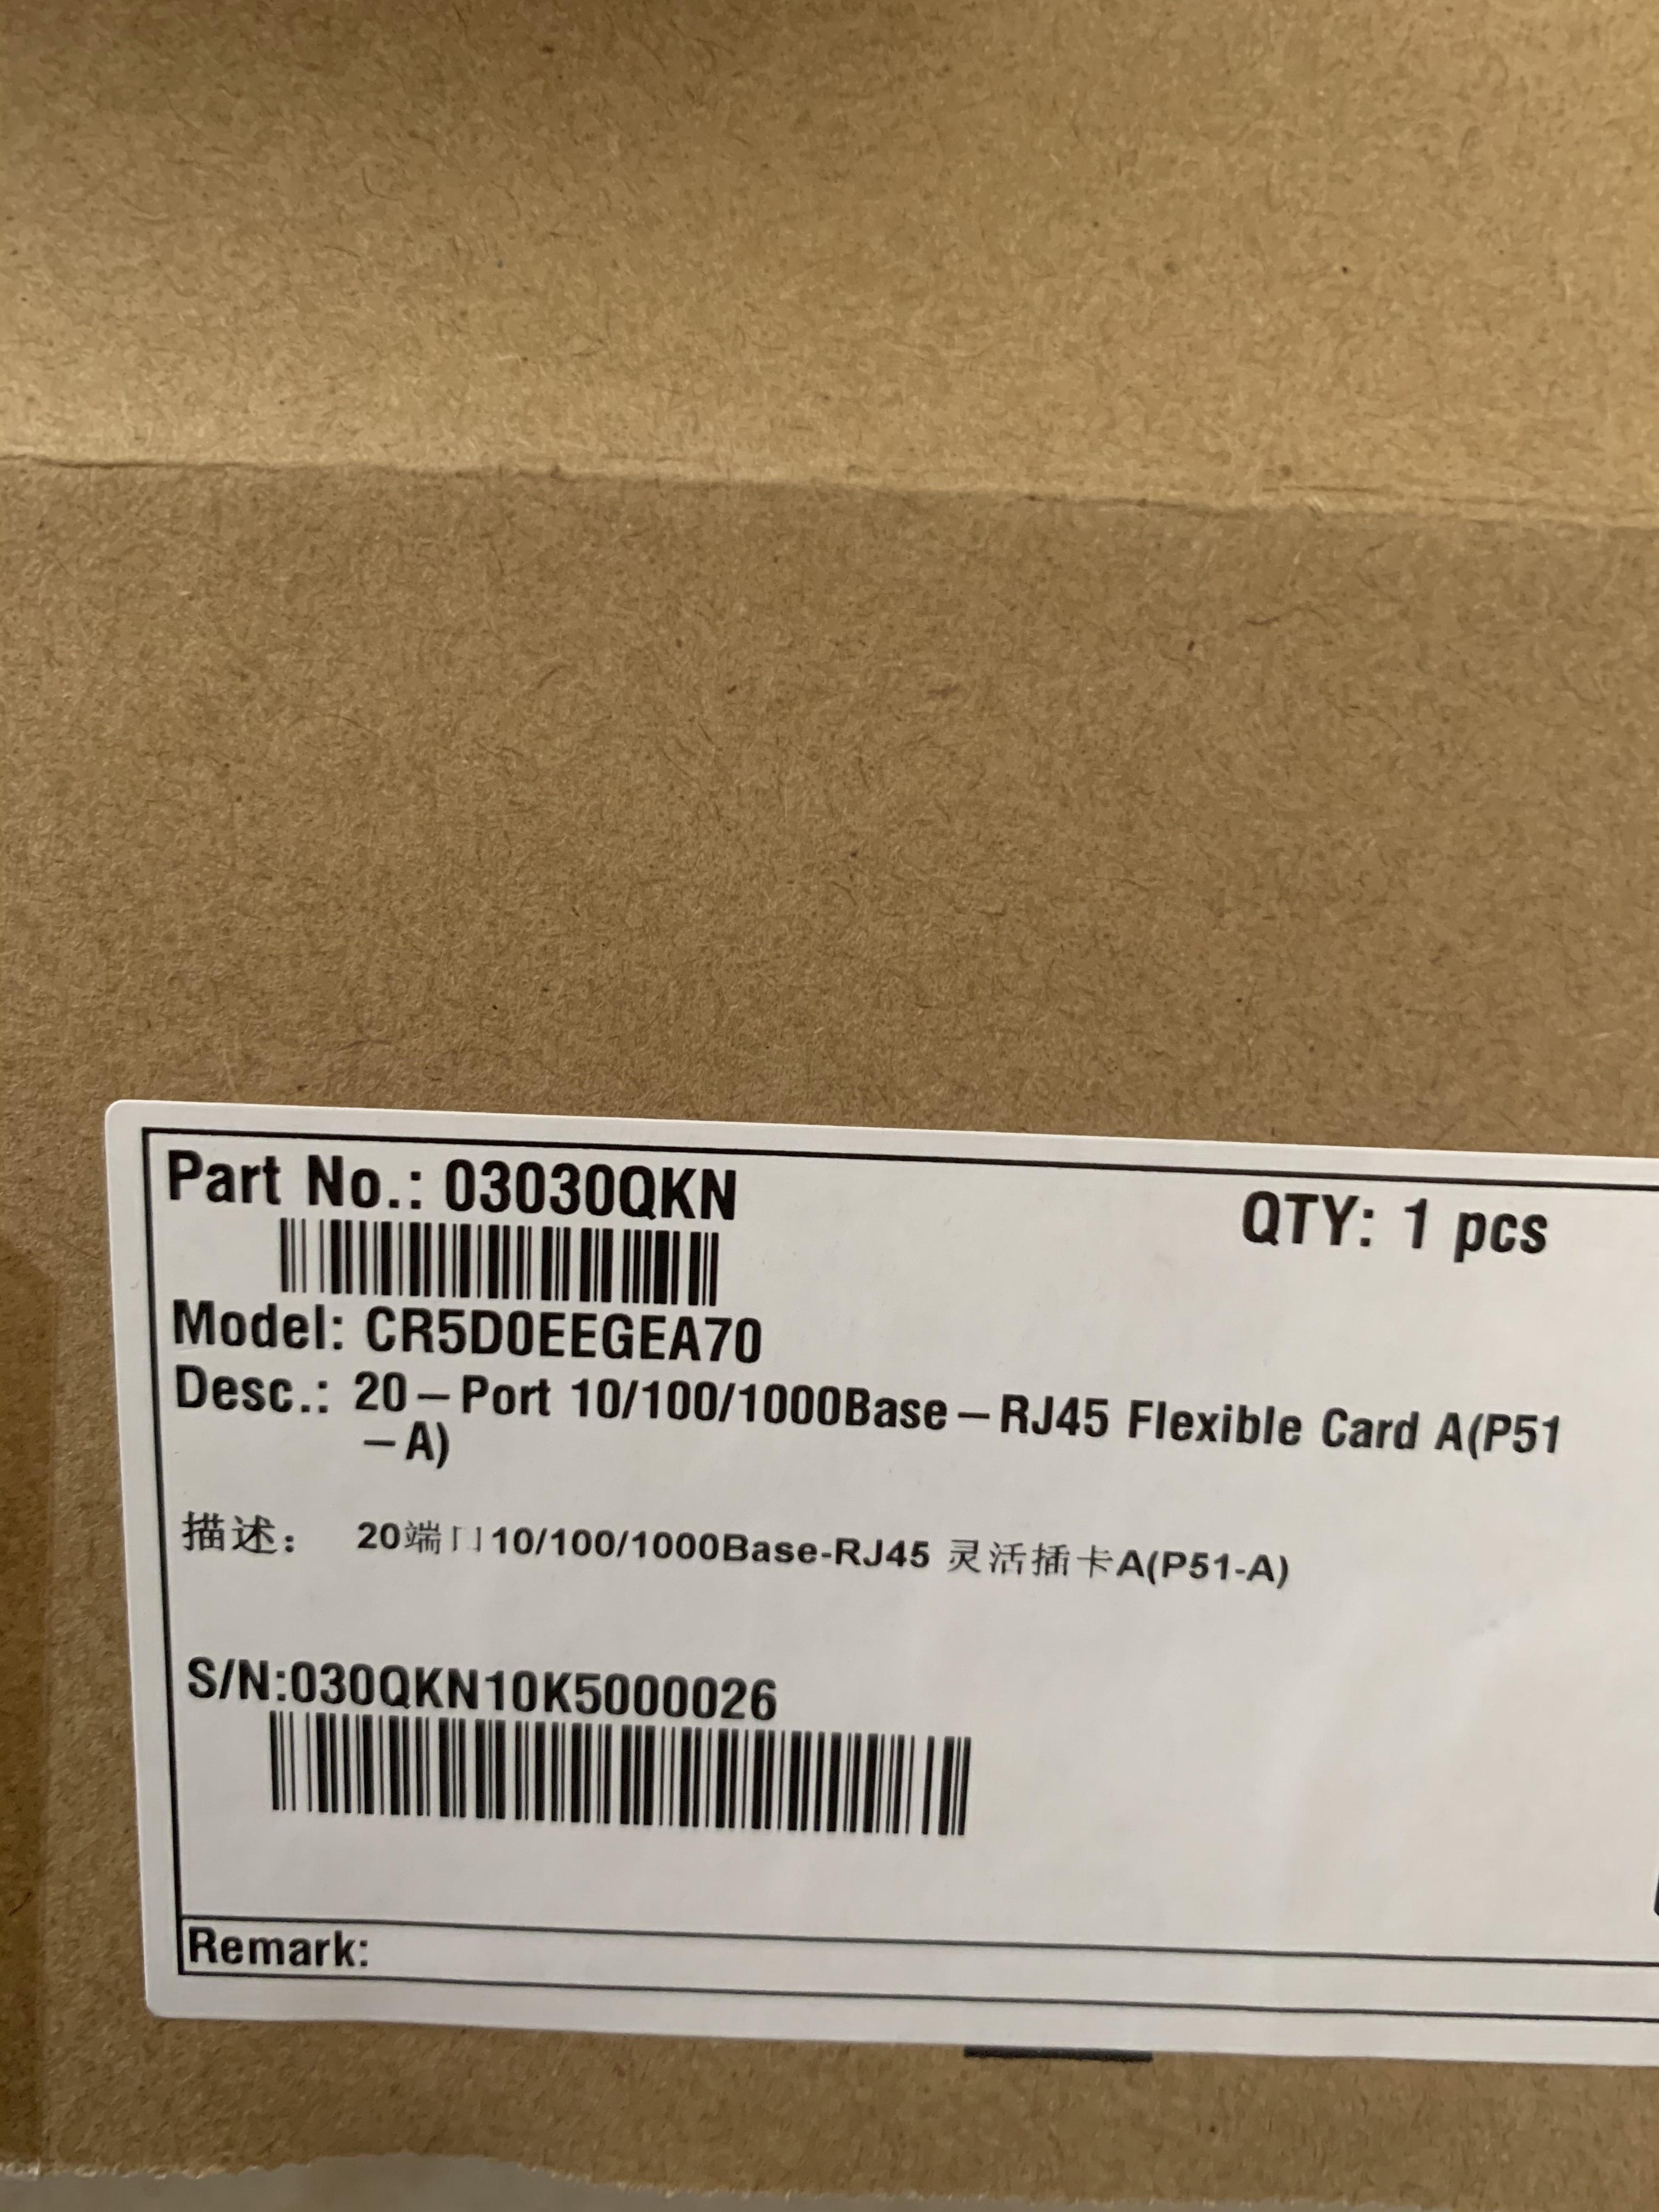 Part No.: 03030QKN
QTY: 1 pcs
Model: CR5D0EEGEA70
Desc.: 20-Port 10/100/1000Base-RJ45 Flexible Card A(P51
-A)
描述: 20端口10/100/1000Base-RJ45 灵活插卡A(P51-A)
S/N:030QKN10K5000026
Remark: